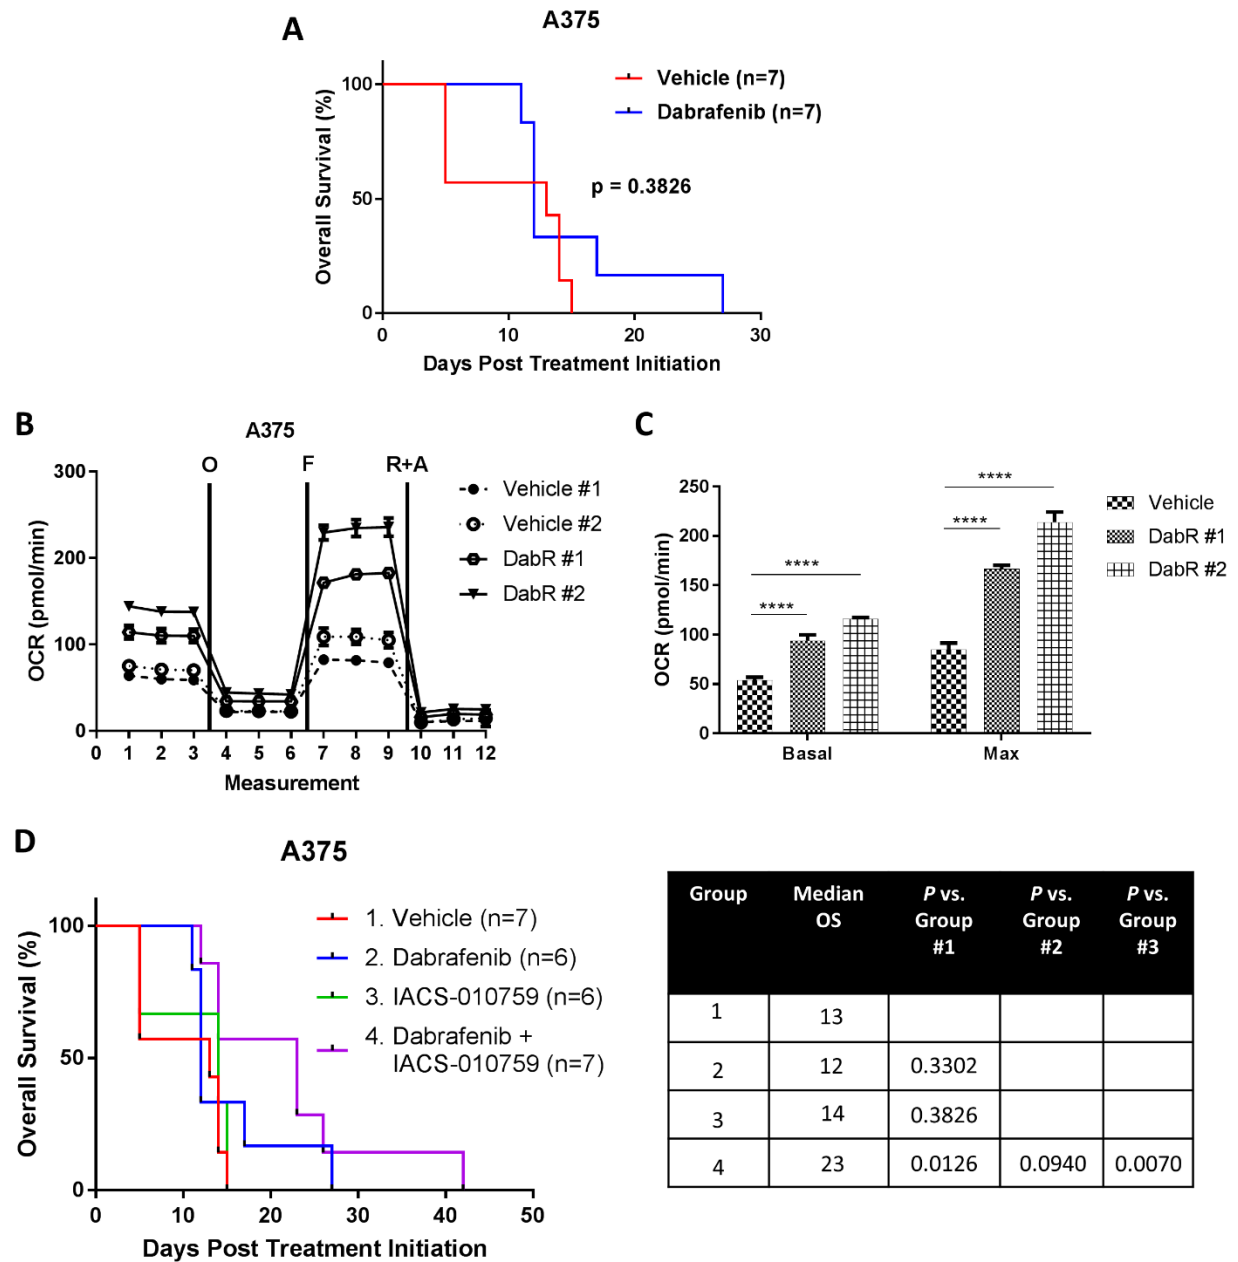 A
A375
Overall Survival (%)
100
50
0
0 10 20 30
Days Post Treatment Initiation
Vehicle (n=7)
Dabrafenib (n=7)
p = 0.3826
B
A375
O F R+A
OCR (pmol/min)
300
200
100
0
0 1 2 3 4 5 6 7 8 9 10 11 12
Measurement
Vehicle #1
Vehicle #2
DabR #1
DabR #2
C
OCR (pmol/min)
250
200
150
100
50
0
****
****
****
****
Basal Max
Vehicle
DabR #1
DabR #2
D
A375
Overall Survival (%)
100
50
0
0 10 20 30 40 50
Days Post Treatment Initiation
1. Vehicle (n=7)
2. Dabrafenib (n=6)
3. IACS-010759 (n=6)
4. Dabrafenib +
IACS-010759 (n=7)
Group Median OS P vs. Group #1 P vs. Group #2 P vs. Group #3
1 13
2 12 0.3302
3 14 0.3826
4 23 0.0126 0.0940 0.0070